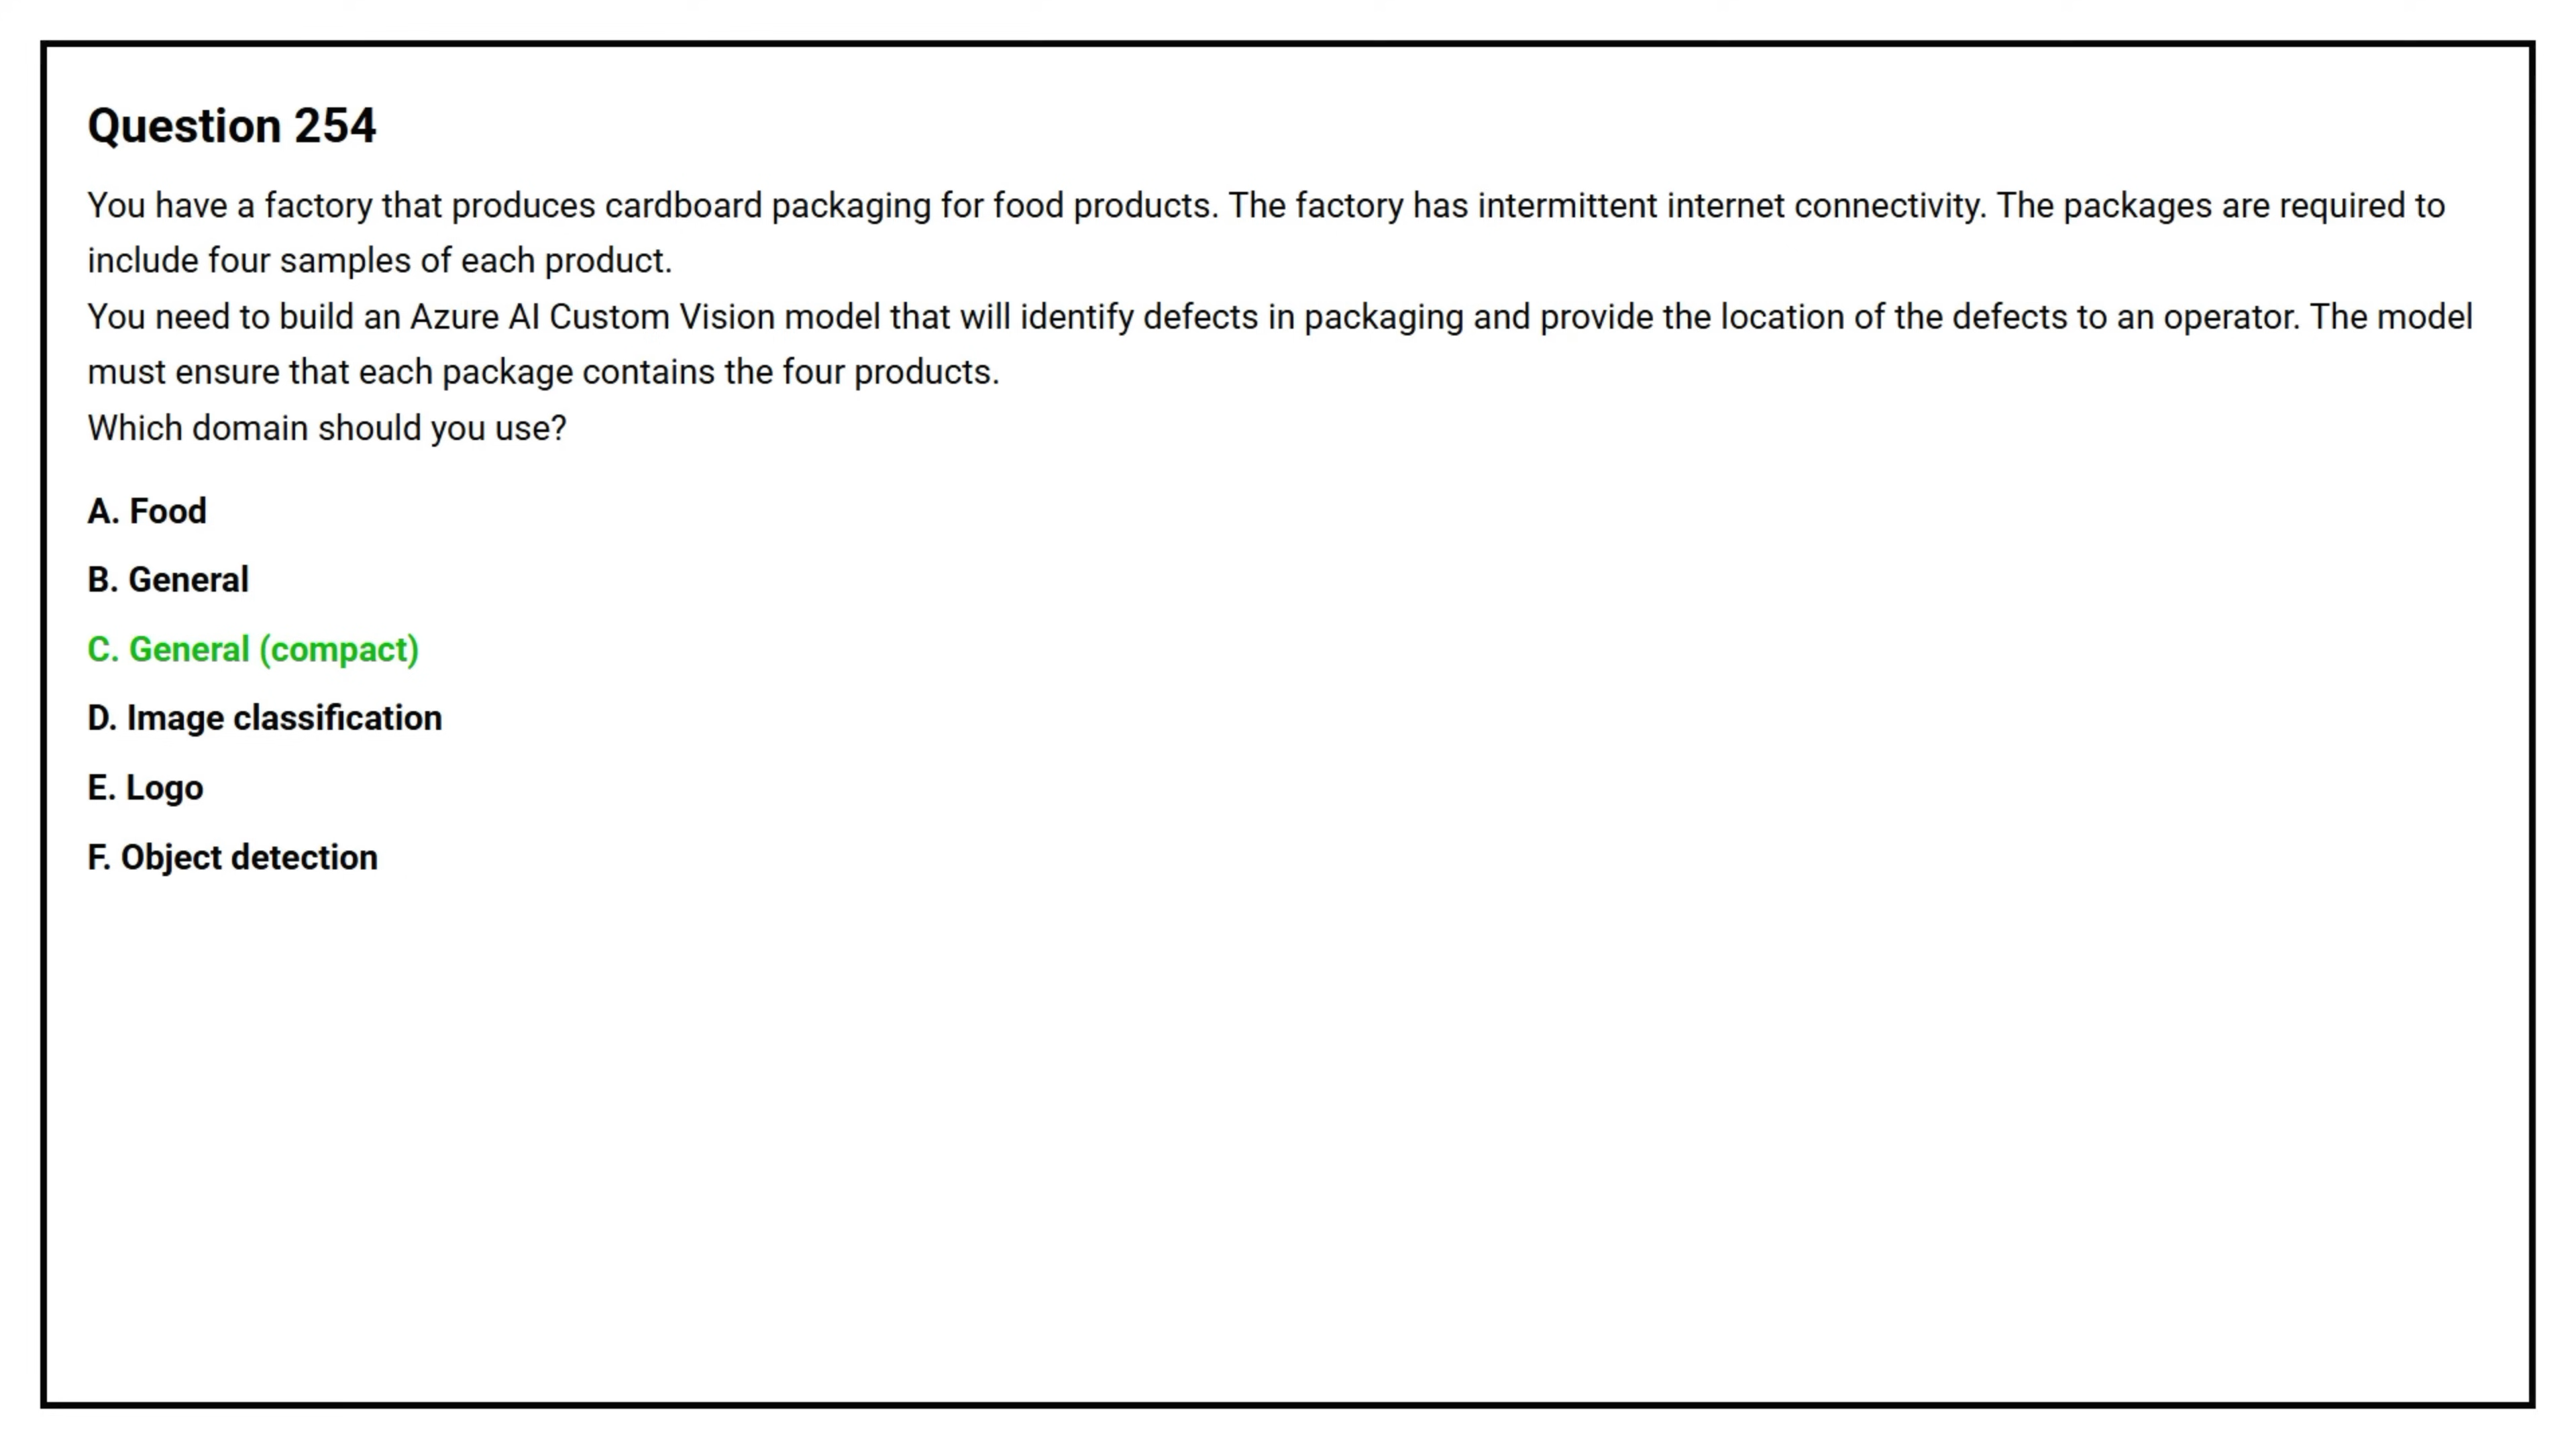 Question 254
You have a factory that produces cardboard packaging for food products. The factory has intermittent internet connectivity. The packages are required to
include four samples of each product.
You need to build an Azure AI Custom Vision model that will identify defects in packaging and provide the location of the defects to an operator. The model
must ensure that each package contains the four products.
Which domain should you use?
A. Food
B. General
C. General (compact)
D. Image classification
E. Logo
F. Object detection